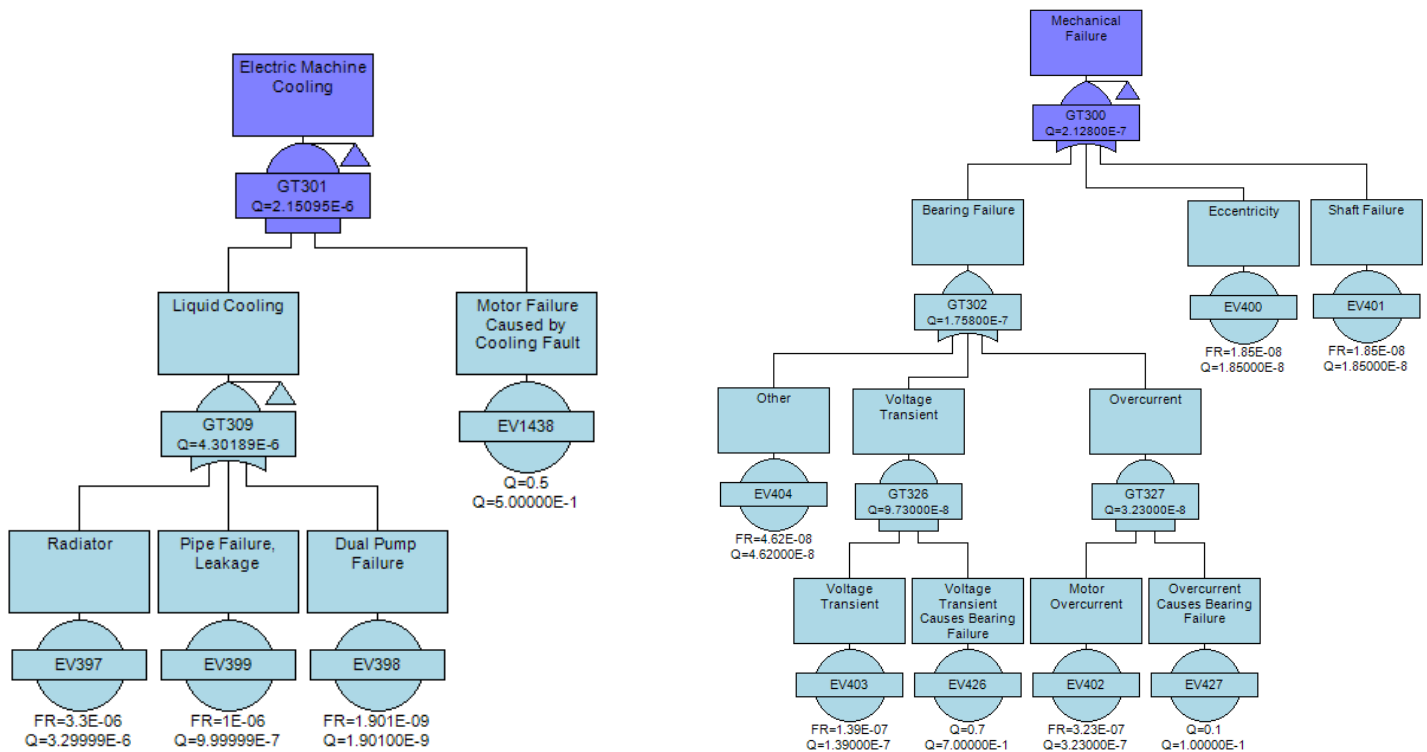 Electric Machine
Cooling
GT301
Q=2.15095E-6
Liquid Cooling
Motor Failure
Caused by
Cooling Fault
GT309
Q=4.30189E-6
EV1438
Q=0.5
Q=5.00000E-1
Radiator
Pipe Failure,
Leakage
Dual Pump
Failure
EV397
EV399
EV398
FR=3.3E-06
Q=3.29999E-6
FR=1E-06
Q=9.99999E-7
FR=1.901E-09
Q=1.90100E-9
Mechanical
Failure
GT300
Q=2.12800E-7
Bearing Failure
Eccentricity
Shaft Failure
GT302
Q=1.75800E-7
EV400
FR=1.85E-08
Q=1.85000E-8
EV401
FR=1.85E-08
Q=1.85000E-8
Other
Voltage
Transient
Overcurrent
EV404
FR=4.62E-08
Q=4.62000E-8
GT326
Q=9.73000E-8
GT327
Q=3.23000E-8
Voltage
Transient
Voltage
Transient
Causes Bearing
Failure
Motor
Overcurrent
Overcurrent
Causes Bearing
Failure
EV403
EV426
EV402
EV427
FR=1.39E-07
Q=1.39000E-7
Q=0.7
Q=7.00000E-1
FR=3.23E-07
Q=3.23000E-7
Q=0.1
Q=1.00000E-1